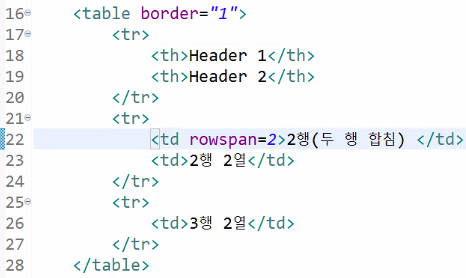 16 <table border="1">
17 <tr>
18 <th>Header 1</th>
19 <th>Header 2</th>
20 </tr>
21 <tr>
22 <td rowspan=2>2행(두 행 합침) </td>
23 <td>2행 2열</td>
24 </tr>
25 <tr>
26 <td>3행 2열</td>
27 </tr>
28 </table>